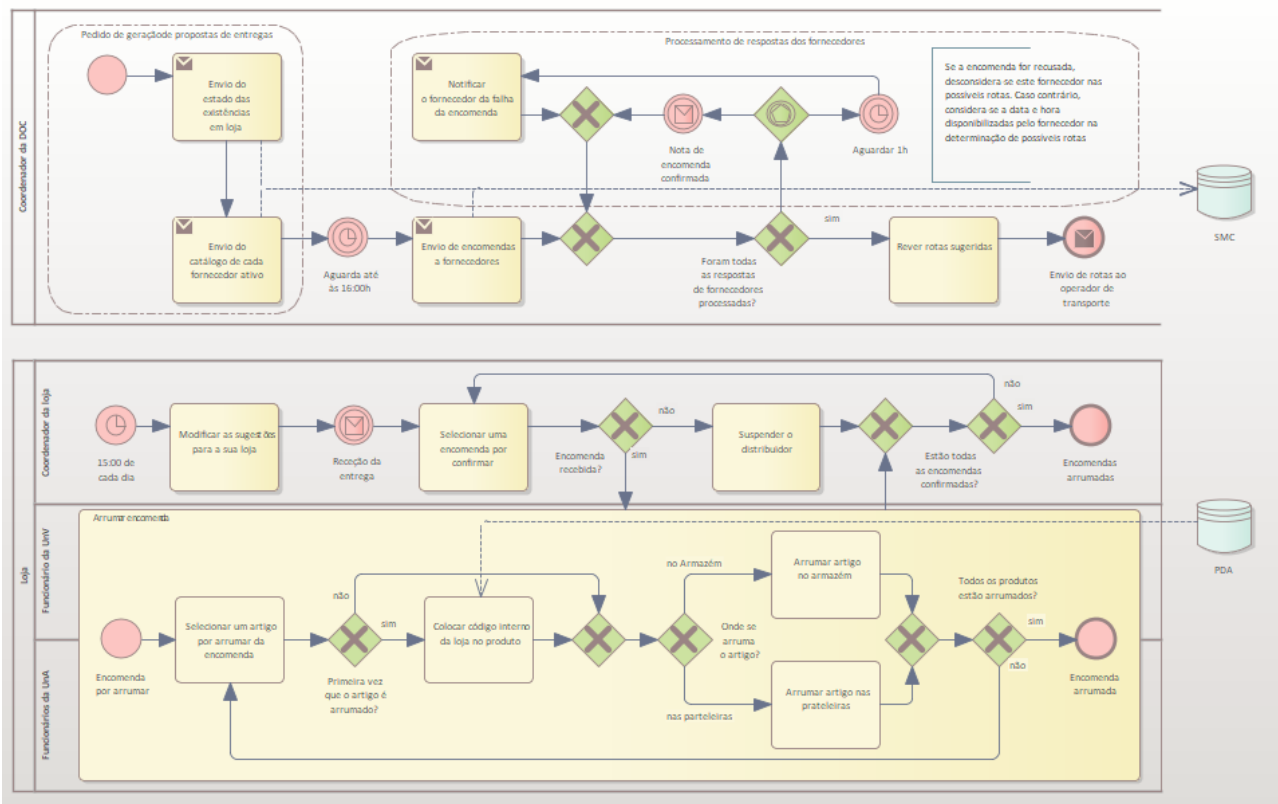 Coordenador da DOC
Pedido de geraçãode propostas de entregas
Envio do
estado das
existências
em loja
Envio do
catálogo de cada
fornecedor ativo
Aguarda até
às 16:00h
Processamento de respostas dos fornecedores
Notificar
o fornecedor da falha
da encomenda
Nota de
encomenda
confirmada
Aguardar 1h
Se a encomenda for recusada,
desconsidera se este fornecedor nas
possíveis rotas. Caso contrário,
considera se a data e hora
disponibilizadas pelo fornecedor na
determinação de possíveis rotas
Envio de encomendas
a fornecedores
Foram todas
as respostas
de fornecedores
processadas?
sim
Rever rotas sugeridas
Envio de rotas ao
operador de
transporte
SMC
Loja
Coordenador da loja
15:00 de
cada dia
Modificar as sugestões
para a sua loja
Receção da
entrega
Selecionar uma
encomenda por
confirmar
Encomenda
recebida?
não
sim
Suspender o
distribuidor
Estão todas
as encomendas
confirmadas?
não
sim
Encomendas
arrumadas
Funcionário da UnV
Funcionários da UnA
Arrumar encomenda
Encomenda
por arrumar
Selecionar um artigo
por arrumar da
encomenda
não
sim
Primeira vez
que o artigo é
arrumado?
Colocar código interno
da loja no produto
no Armazém
Onde se
arruma
o artigo?
nas parteleiras
Arrumar artigo
no armazém
Arrumar artigo nas
prateleiras
Todos os produtos
estão arrumados?
sim
não
Encomenda
arrumada
PDA